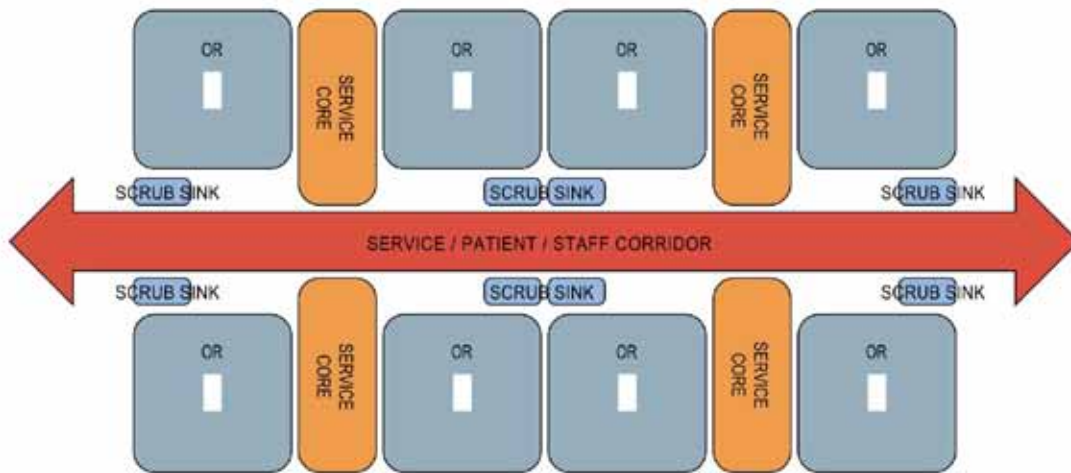 OR
SERVICE
CORE
OR
OR
SERVICE
CORE
OR
SCRUB SINK
SCRUB SINK
SCRUB SINK
SERVICE / PATIENT / STAFF CORRIDOR
SCRUB SINK
SCRUB SINK
SCRUB SINK
OR
SERVICE
CORE
OR
OR
SERVICE
CORE
OR